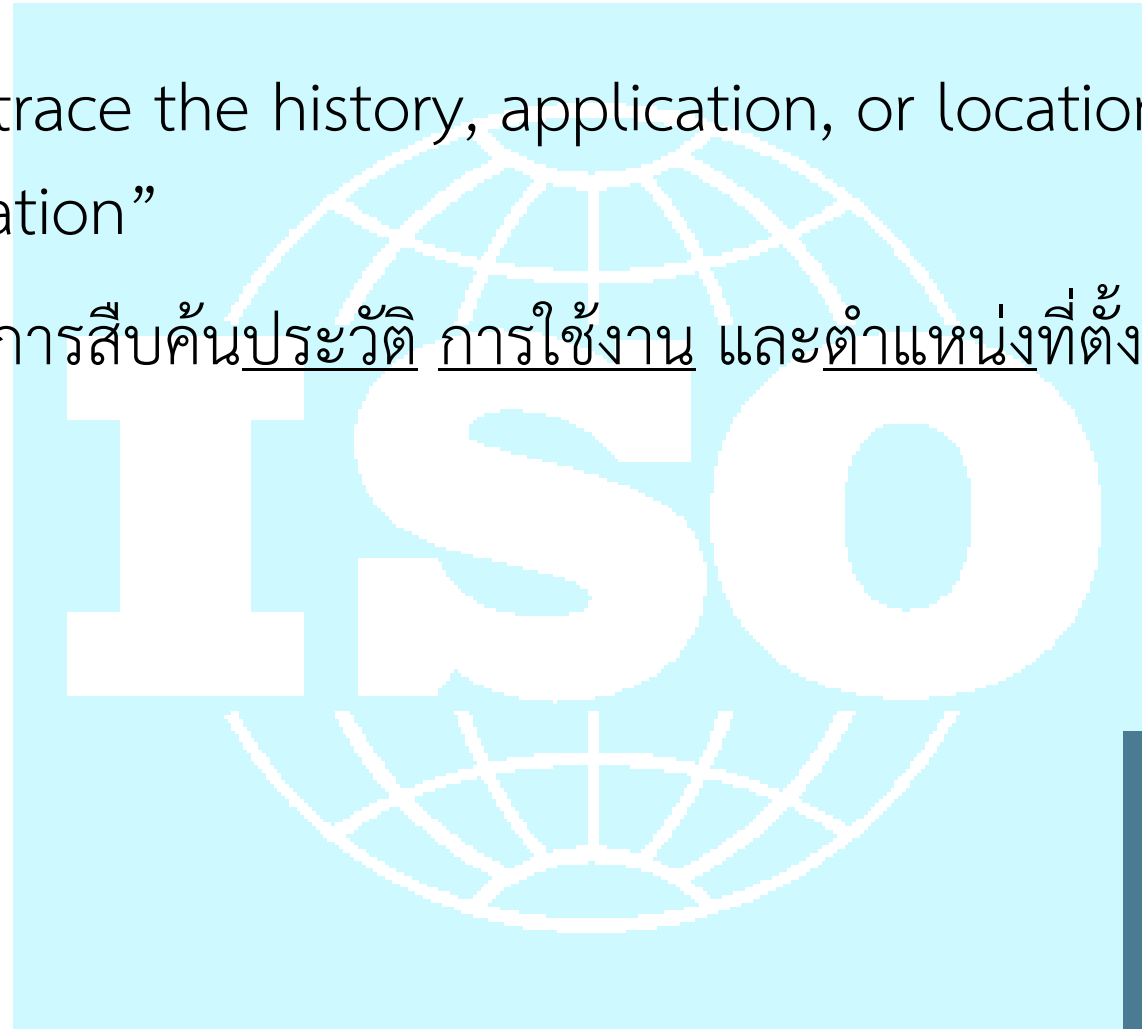 trace the history, application, or location
ation”
การสืบค้นประวัติ การใช้งาน และตำแหน่งที่ตั้ง
ISO